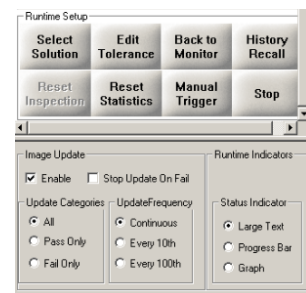 Runtime Setup
Select Solution
Edit Tolerance
Back to Monitor
History Recall
Reset Inspection
Reset Statistics
Manual Trigger
Stop
Image Update
Enable
Stop Update On Fail
Update Categories
All
Pass Only
Fail Only
UpdateFrequency
Continuous
Every 10th
Every 100th
Runtime Indicators
Status Indicator
Large Text
Progress Bar
Graph